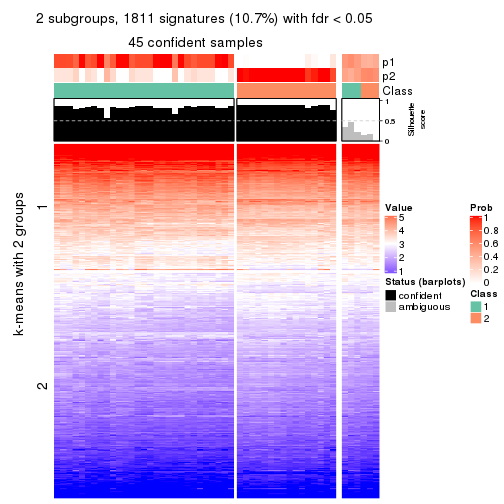 2 subgroups, 1811 signatures (10.7%) with fdr < 0.05
45 confident samples
p1
p2
Class
1
0.5
0
Silhouette
score
k-means with 2 groups
1
2
Value
5
4
3
2
1
Status (barplots)
confident
ambiguous
Prob
1
0.8
0.6
0.4
0.2
0
Class
1
2